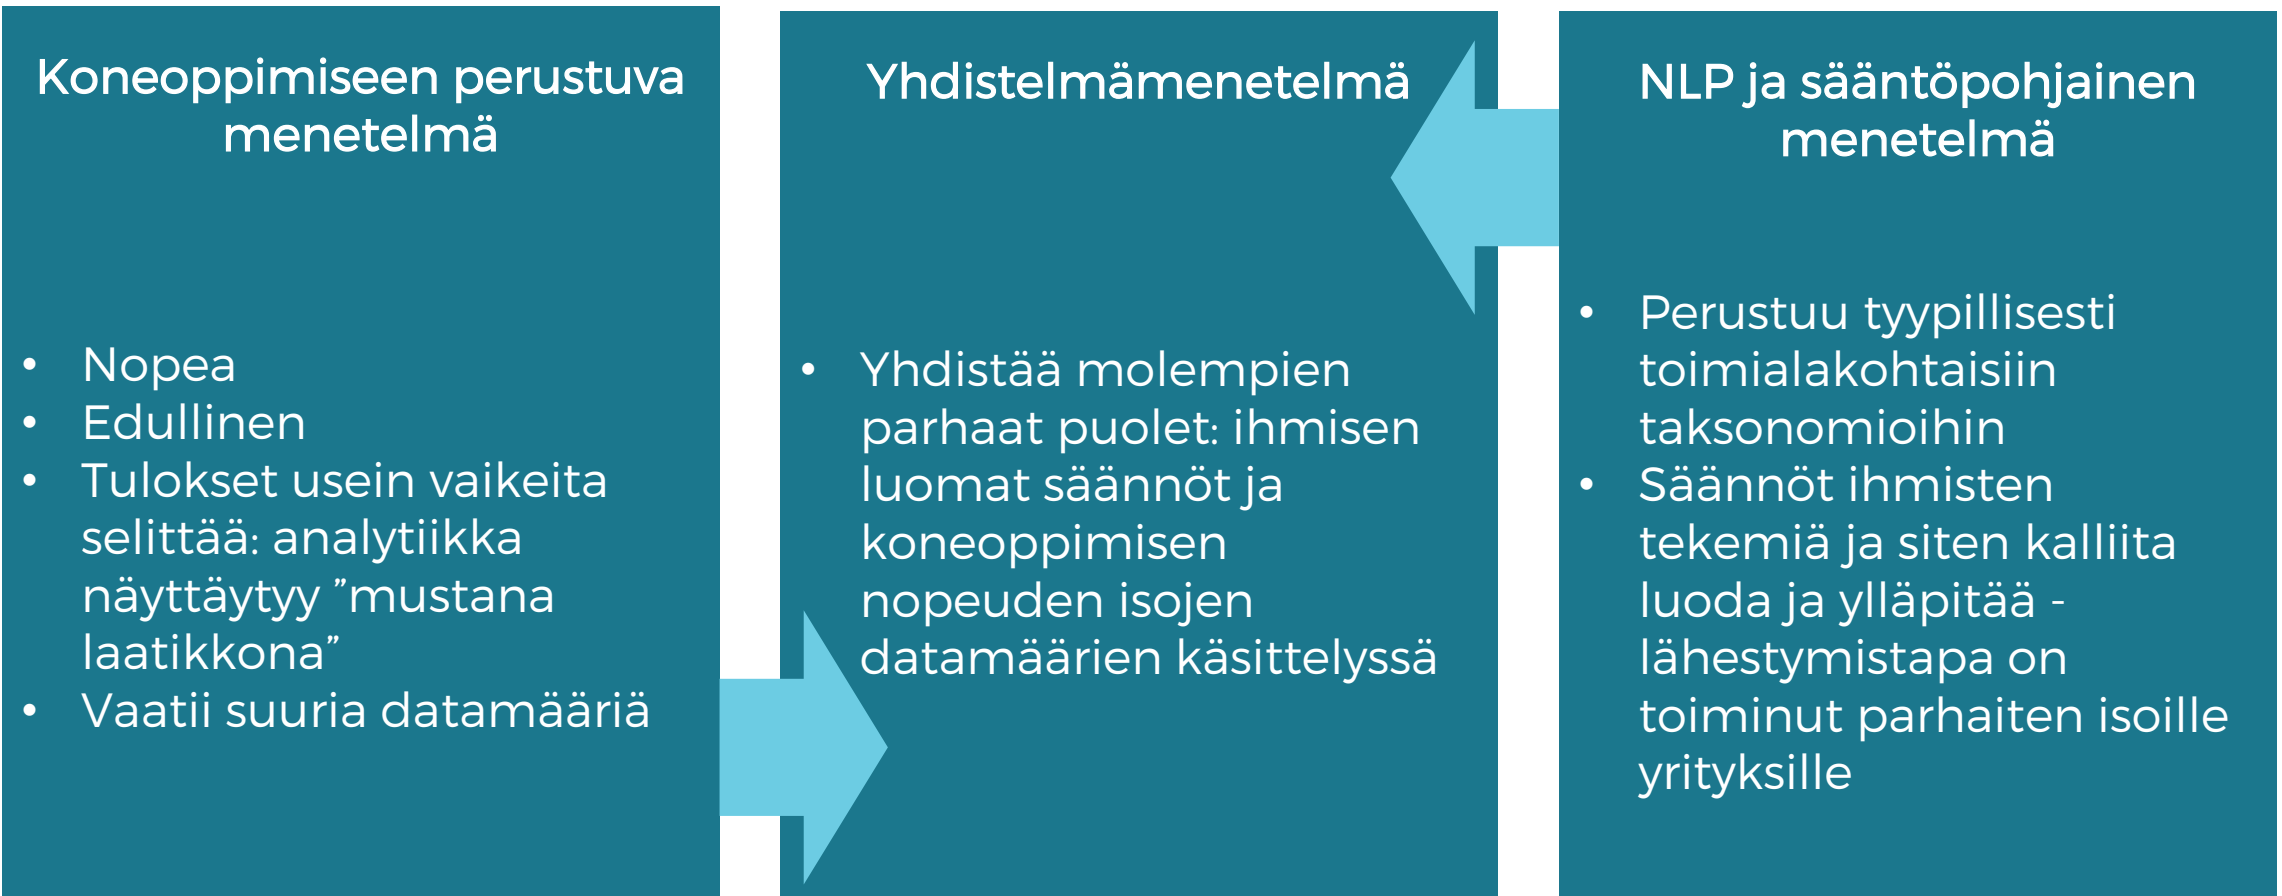 Koneoppimiseen perustuva
menetelmä
• Nopea
• Edullinen
• Tulokset usein vaikeita
selittää: analytiikka
näyttäytyy ”mustana
laatikkona”
• Vaatii suuria datamääriä
Yhdistelmämenetelmä
• Yhdistää molempien
parhaat puolet: ihmisen
luomat säännöt ja
koneoppimisen
nopeuden isojen
datamäärien käsittelyssä
NLP ja sääntöpohjainen
menetelmä
• Perustuu tyypillisesti
toimialakohtaisiin
taksonomioihin
• Säännöt ihmisten
tekemiä ja siten kalliita
luoda ja ylläpitää -
lähestymistapa on
toiminut parhaiten isoille
yrityksille